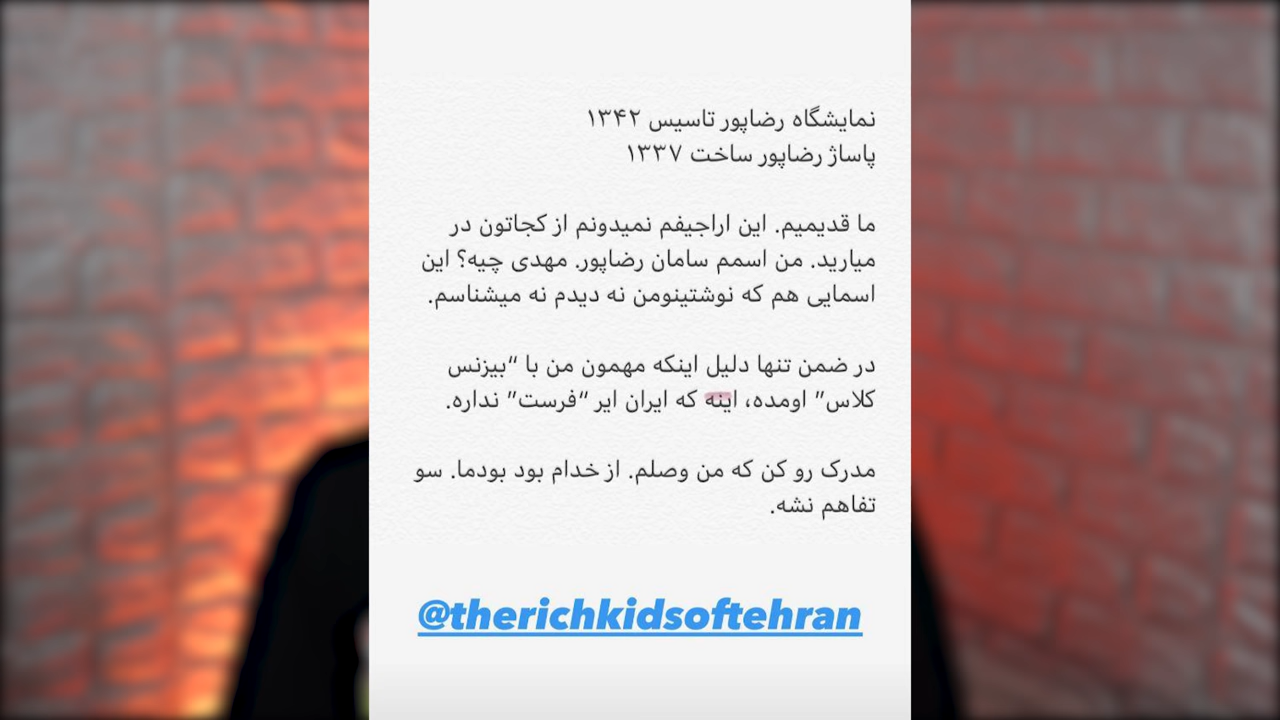 نمایشگاه رضاپور تاسیس ۱۳۴۲
پاساژ رضاپور ساخت ۱۳۳۷
ما قدیمیم. این اراجیفم نمیدونم از کجاتون در
میارید. من اسمم سامان رضاپور. مهدی چیه؟ این
اسمایی هم که نوشتینومن نه دیدم نه میشناسم.
در ضمن تنها دلیل اینکه مهمون من با “بیزنس
کلاس” اومده، اینه که ایران ایر “فرست” نداره.
مدرک رو کن که من وصلم. از خدام بود بودما. سو
تفاهم نشه.
@therichkidsoftehran